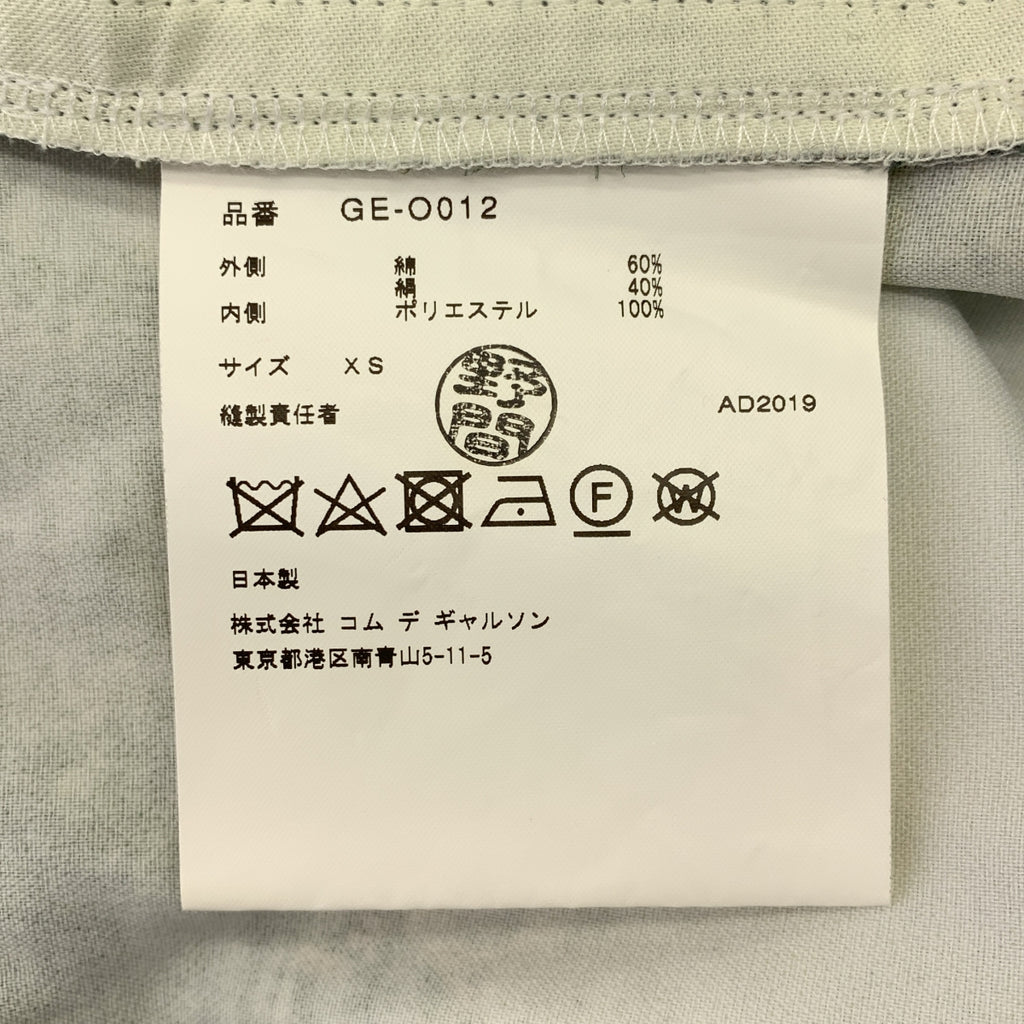 品番 GE-O012
外側 綿 60%
絹 40%
内側 ポリエステル 100%
サイズ XS
縫製責任者 野間 AD2019
F W
日本製
株式会社 コム デ ギャルソン
東京都港区南青山5-11-5